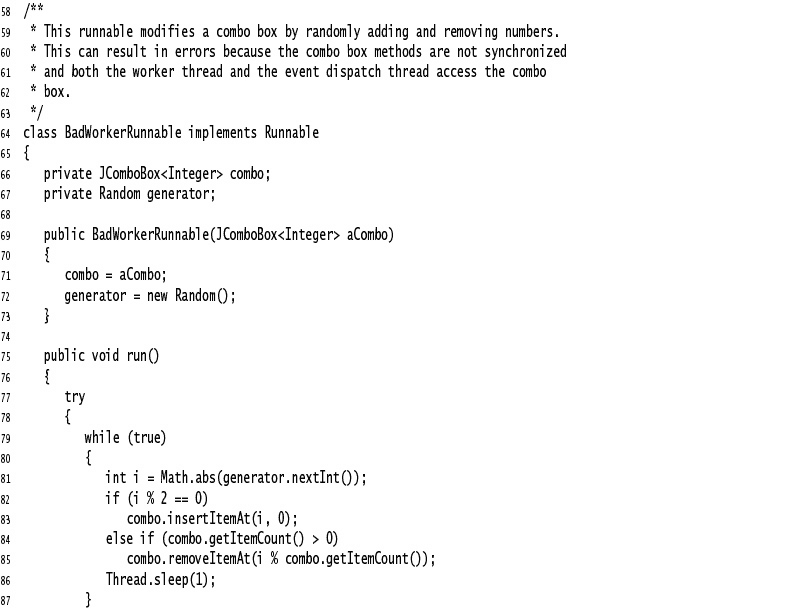 58 /**
59  * This runnable modifies a combo box by randomly adding and removing numbers.
60  * This can result in errors because the combo box methods are not synchronized
61  * and both the worker thread and the event dispatch thread access the combo
62  * box.
63  */
64 class BadWorkerRunnable implements Runnable
65 {
66    private JComboBox<Integer> combo;
67    private Random generator;
68
69    public BadWorkerRunnable(JComboBox<Integer> aCombo)
70    {
71       combo = aCombo;
72       generator = new Random();
73    }
74
75    public void run()
76    {
77       try
78       {
79          while (true)
80          {
81             int i = Math.abs(generator.nextInt());
82             if (i % 2 == 0)
83                combo.insertItemAt(i, 0);
84             else if (combo.getItemCount() > 0)
85                combo.removeItemAt(i % combo.getItemCount());
86             Thread.sleep(1);
87          }